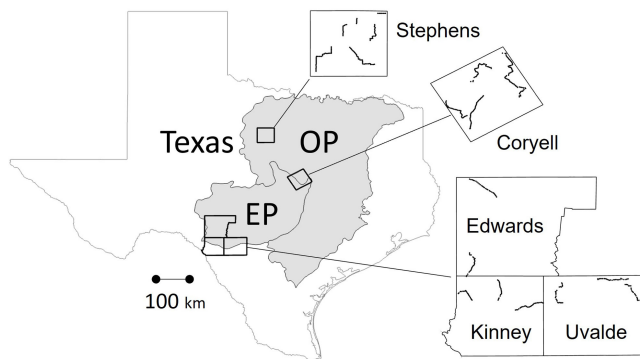 Stephens
Texas
OP
Coryell
EP
Edwards
100 km
Kinney
Uvalde